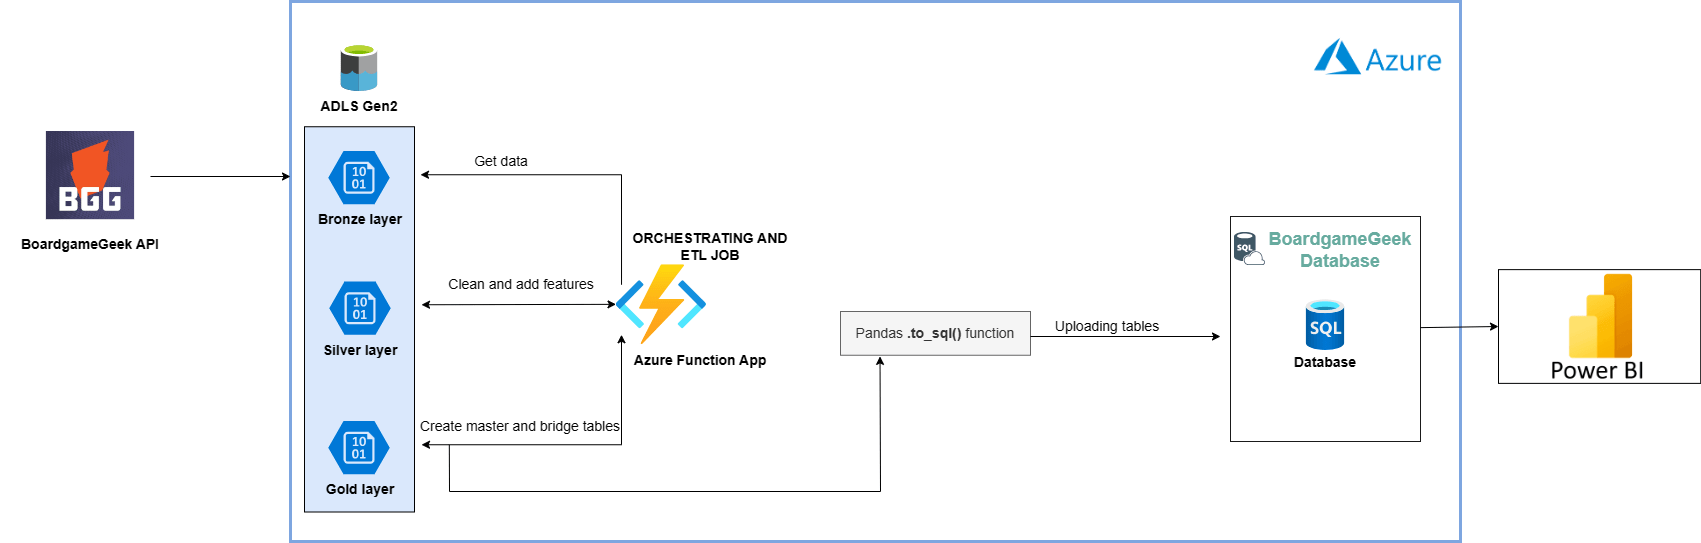 Azure
ADLS Gen2
BGG
BoardgameGeek API
10
01
Bronze layer
Get data
ORCHESTRATING AND
ETL JOB
Clean and add features
10
01
Silver layer
Azure Function App
Create master and bridge tables
10
01
Gold layer
Pandas .to_sql() function
Uploading tables
SQL
BoardgameGeek
Database
SQL
Database
Power BI